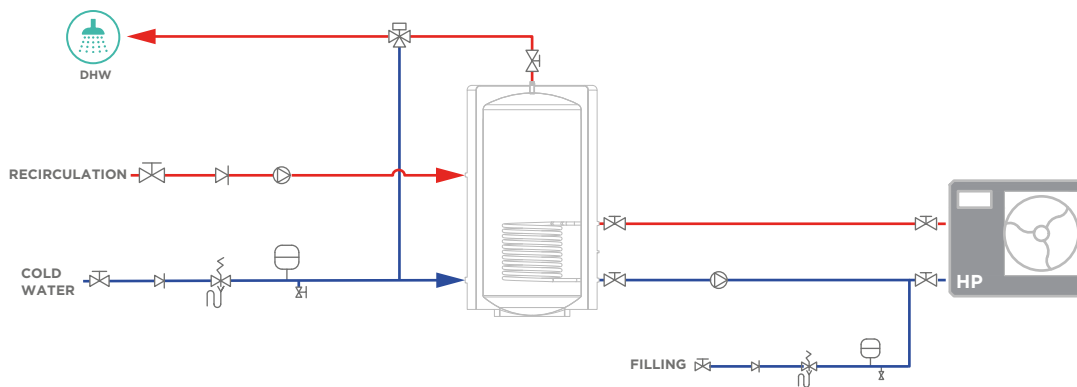 DHW
RECIRCULATION
COLD
WATER
HP
FILLING